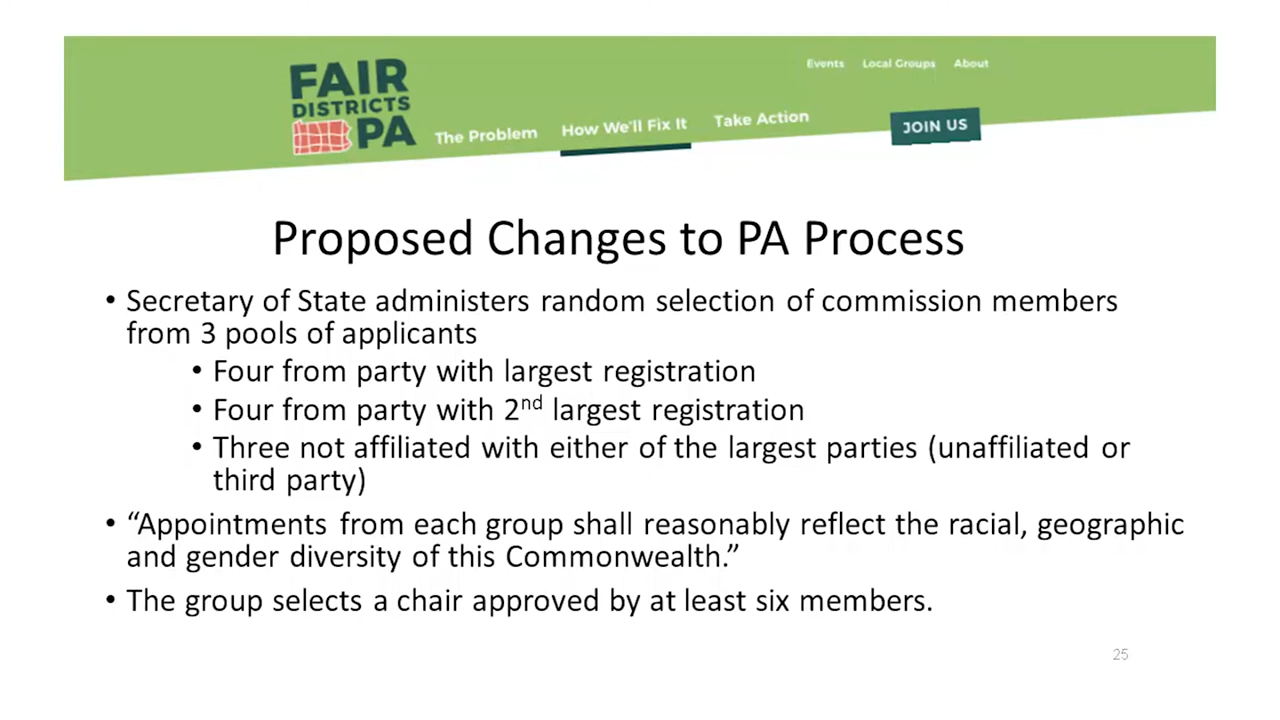 Events Local Groups About
FAIR
DISTRICTS
PA
The Problem How We'll Fix It Take Action
JOIN US
Proposed Changes to PA Process
• Secretary of State administers random selection of commission members
from 3 pools of applicants
• Four from party with largest registration
• Four from party with 2nd largest registration
• Three not affiliated with either of the largest parties (unaffiliated or
third party)
• “Appointments from each group shall reasonably reflect the racial, geographic
and gender diversity of this Commonwealth.”
• The group selects a chair approved by at least six members.
25